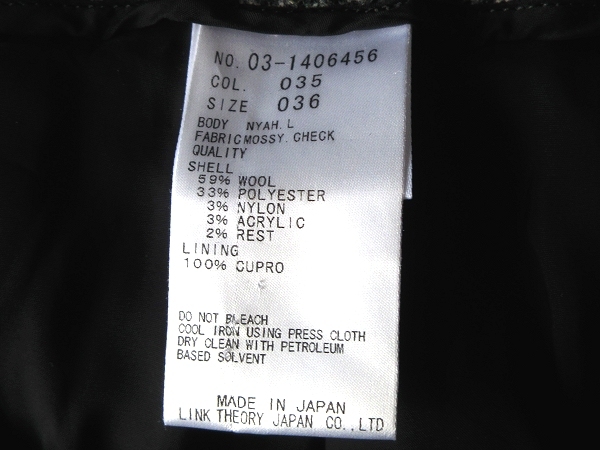 NO. 03-1406456
COL. 035
SIZE 036
BODY NYAH. L
FABRIC MOSSY. CHECK
QUALITY
SHELL
59% WOOL
33% POLYESTER
3% NYLON
3% ACRYLIC
2% REST
LINING
100% CUPRO
DO NOT BLEACH
COOL IRON USING PRESS CLOTH
DRY CLEAN WITH PETROLEUM
BASED SOLVENT
MADE IN JAPAN
LINK THEORY JAPAN CO.,LTD